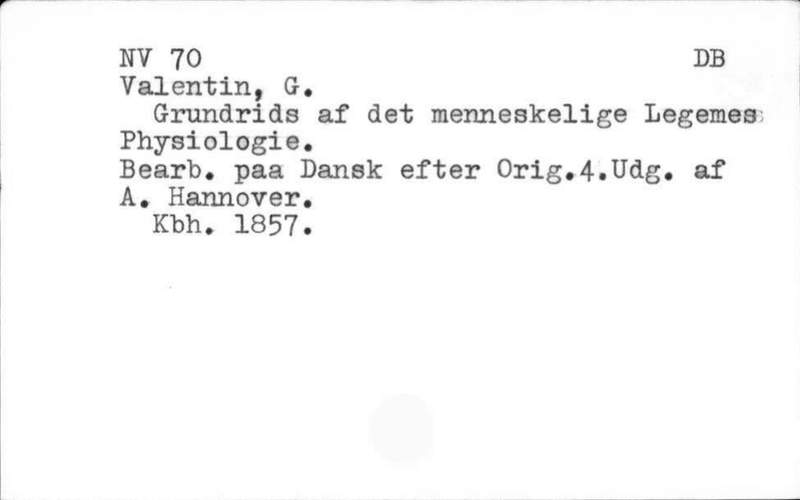 NV 70 DB
Valentin, G.
Grundrids af det menneskelige Legemes
Physiologie.
Bearb. paa Dansk efter Orig.4.Udg. af
A. Hannover.
Kbh. 1857.